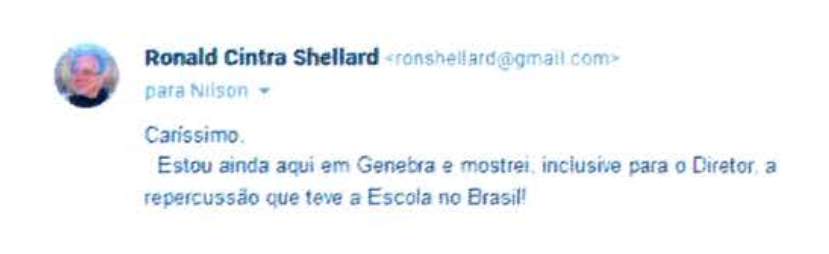 Ronald Cintra Shellard <ronshellard@gmail.com>
para Nilson
Caríssimo,
Estou ainda aqui em Genebra e mostrei, inclusive para o Diretor, a
repercussão que teve a Escola no Brasil!